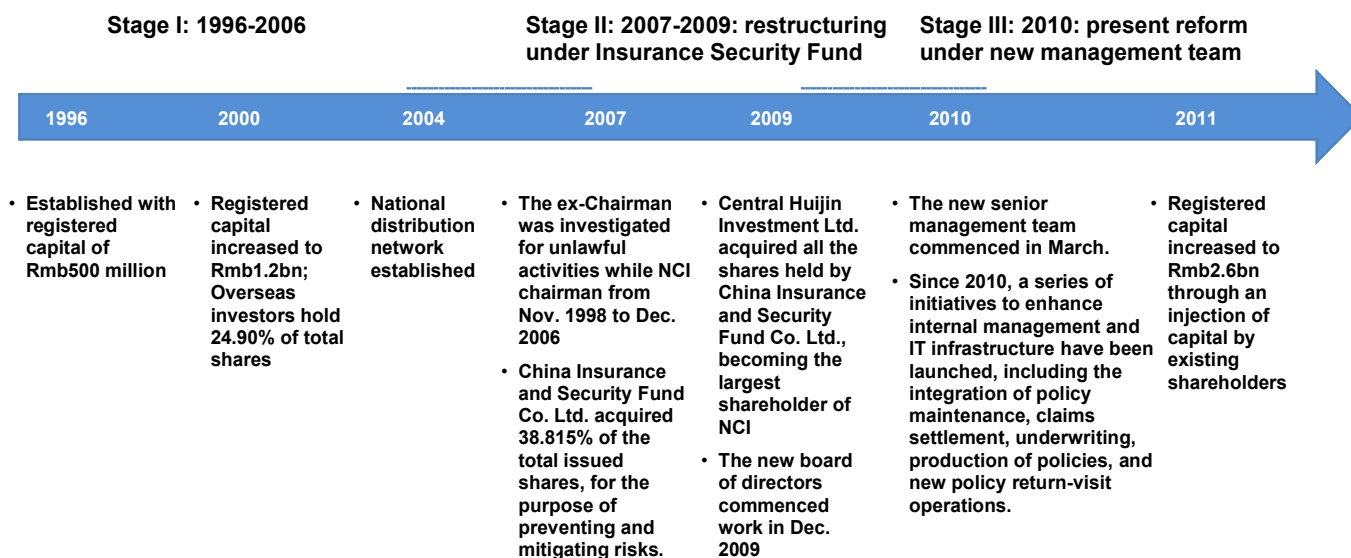 Stage I: 1996-2006
Stage II: 2007-2009: restructuring
under Insurance Security Fund
Stage III: 2010: present reform
under new management team
1996
2000
2004
2007
2009
2010
2011
• Established with
registered
capital of
Rmb500 million
• Registered
capital
increased to
Rmb1.2bn;
Overseas
investors hold
24.90% of total
shares
• National
distribution
network
established
• The ex-Chairman
was investigated
for unlawful
activities while NCI
chairman from
Nov. 1998 to Dec.
2006
• China Insurance
and Security Fund
Co. Ltd. acquired
38.815% of the
total issued
shares, for the
purpose of
preventing and
mitigating risks.
• Central Huijin
Investment Ltd.
acquired all the
shares held by
China Insurance
and Security
Fund Co. Ltd.,
becoming the
largest
shareholder of
NCI
• The new board
of directors
commenced
work in Dec.
2009
• The new senior
management team
commenced in March.
• Since 2010, a series of
initiatives to enhance
internal management and
IT infrastructure have been
launched, including the
integration of policy
maintenance, claims
settlement, underwriting,
production of policies, and
new policy return-visit
operations.
• Registered
capital
increased to
Rmb2.6bn
through an
injection of
capital by
existing
shareholders